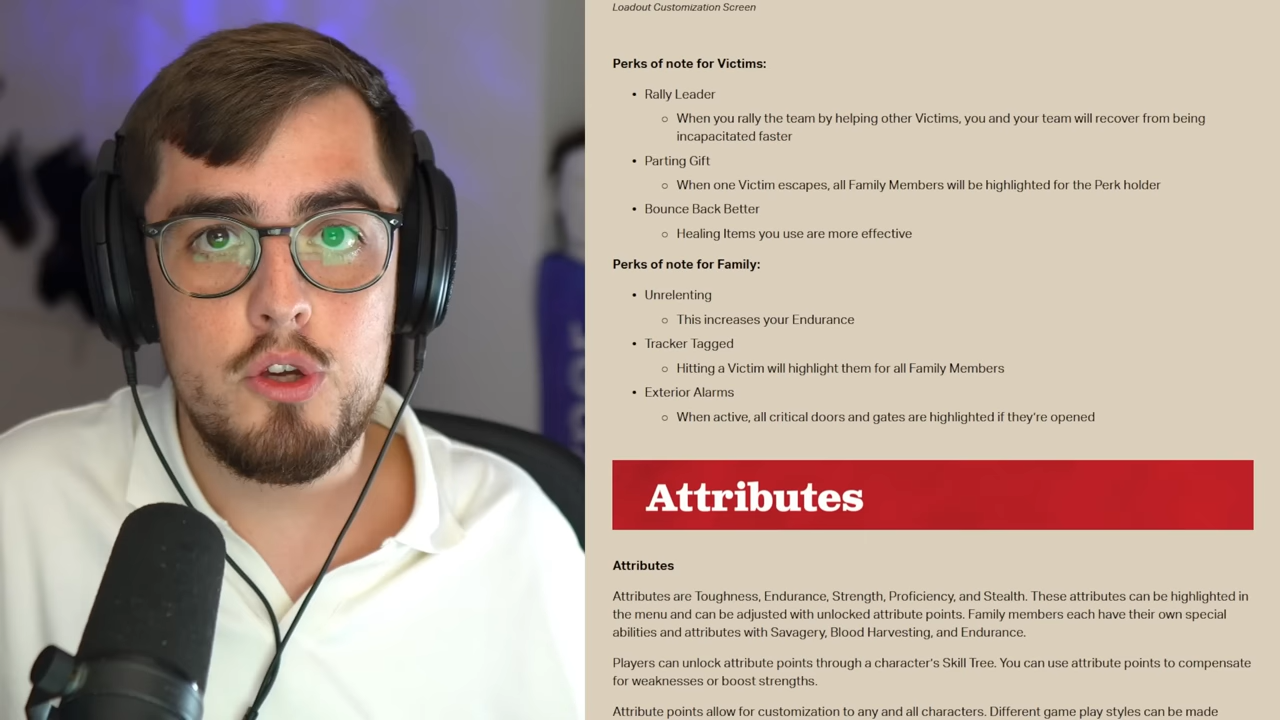 Loadout Customization Screen
Perks of note for Victims:
• Rally Leader
○ When you rally the team by helping other Victims, you and your team will recover from being
incapacitated faster
• Parting Gift
○ When one Victim escapes, all Family Members will be highlighted for the Perk holder
• Bounce Back Better
○ Healing Items you use are more effective
Perks of note for Family:
• Unrelenting
○ This increases your Endurance
• Tracker Tagged
○ Hitting a Victim will highlight them for all Family Members
• Exterior Alarms
○ When active, all critical doors and gates are highlighted if they're opened
Attributes
Attributes
Attributes are Toughness, Endurance, Strength, Proficiency, and Stealth. These attributes can be highlighted in
the menu and can be adjusted with unlocked attribute points. Family members each have their own special
abilities and attributes with Savagery, Blood Harvesting, and Endurance.
Players can unlock attribute points through a character's Skill Tree. You can use attribute points to compensate
for weaknesses or boost strengths.
Attribute points allow for customization to any and all characters. Different game play styles can be made